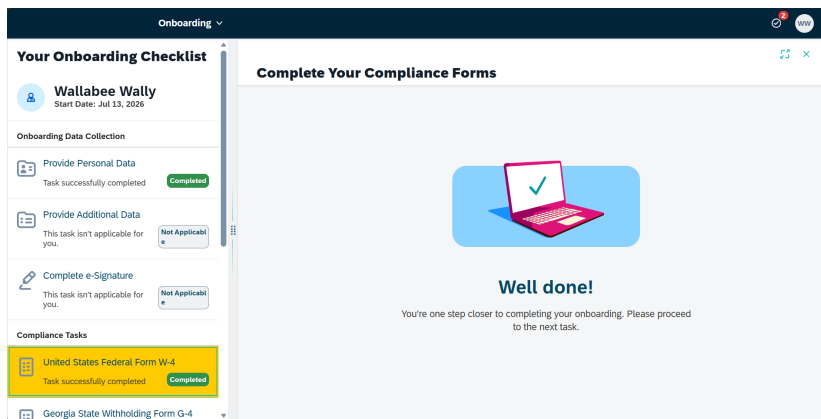 Onboarding
2
WW
Your Onboarding Checklist
Wallabee Wally
Start Date: Jul 13, 2026
Onboarding Data Collection
Provide Personal Data
Task successfully completed
Completed
Provide Additional Data
This task isn't applicable for
you.
Not Applicabl
e
Complete e-Signature
This task isn't applicable for
you.
Not Applicabl
e
Compliance Tasks
United States Federal Form W-4
Task successfully completed
Completed
Georgia State Withholding Form G-4
Complete Your Compliance Forms
Well done!
You're one step closer to completing your onboarding. Please proceed
to the next task.